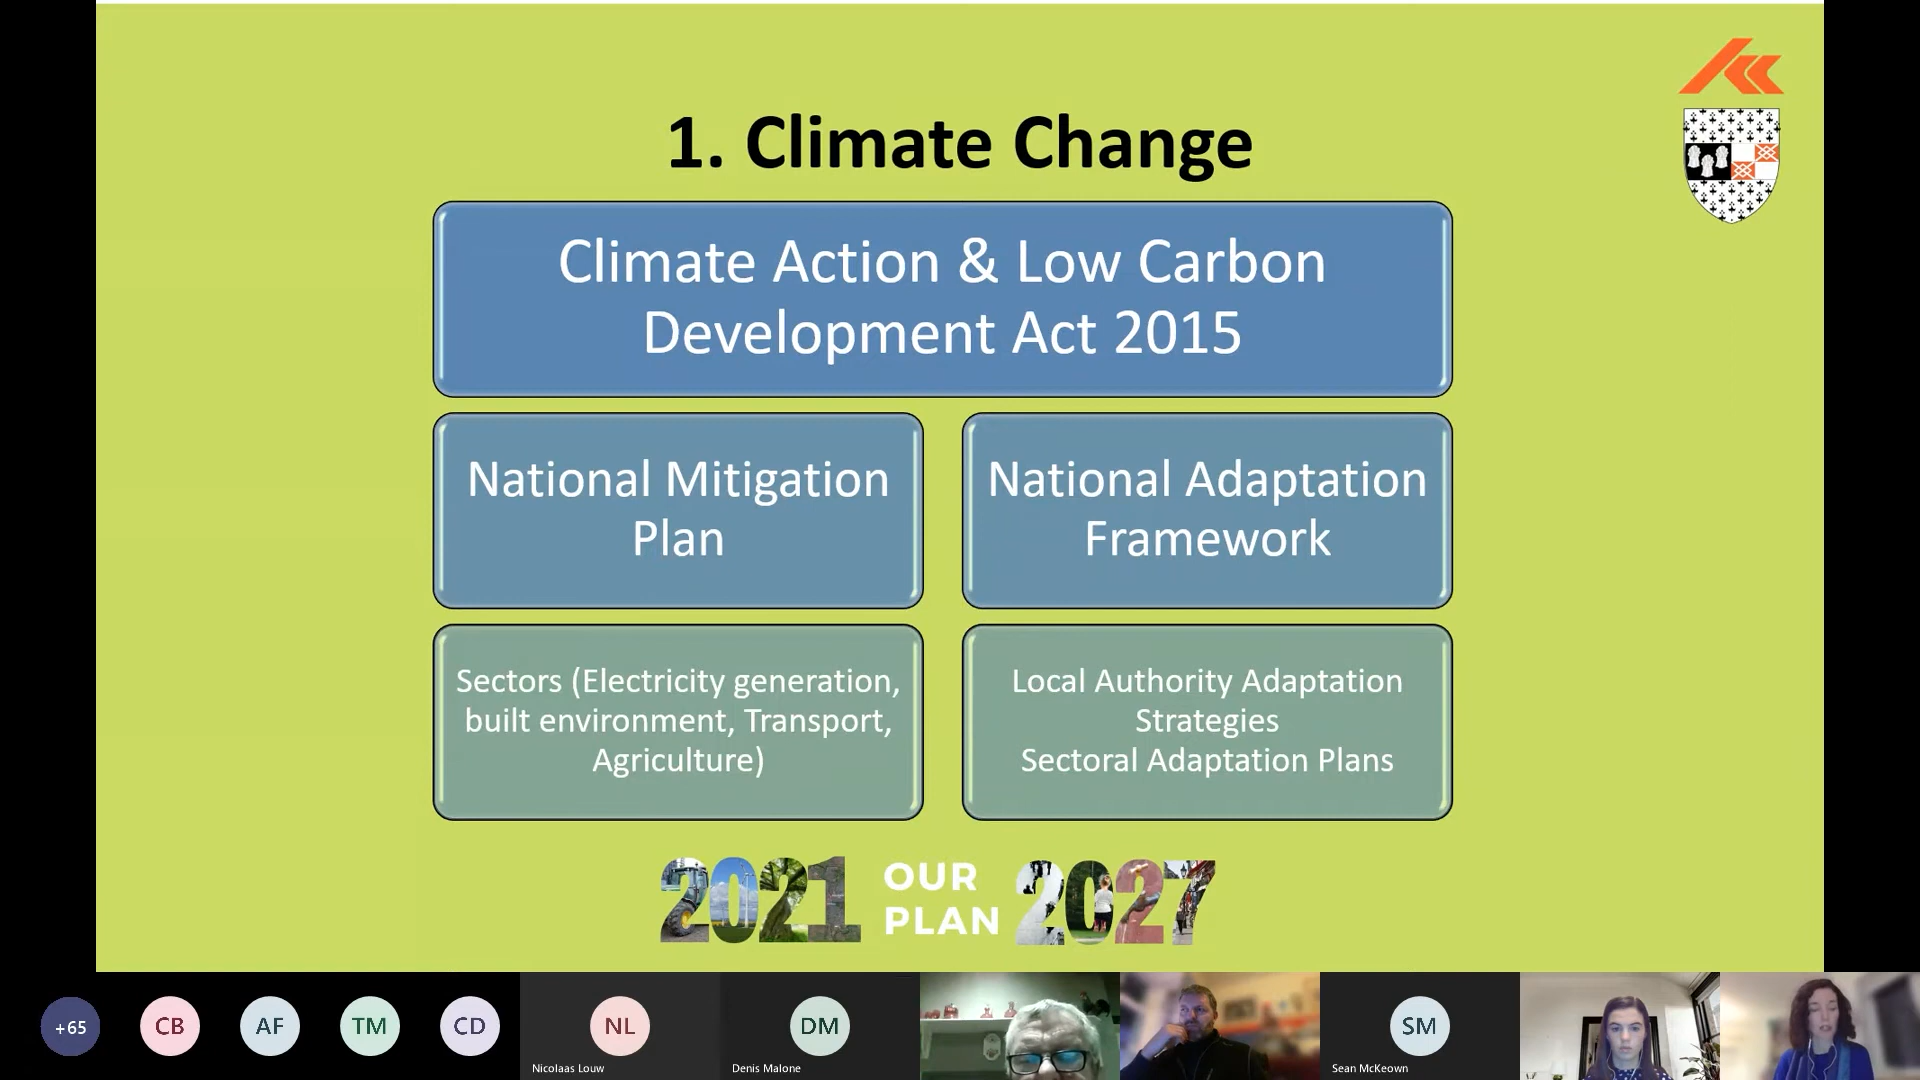 1. Climate Change
Climate Action & Low Carbon
Development Act 2015
National Mitigation
Plan
National Adaptation
Framework
Sectors (Electricity generation,
built environment, Transport,
Agriculture)
Local Authority Adaptation
Strategies
Sectoral Adaptation Plans
2021 OUR PLAN 2027
+65
CB
AF
TM
CD
NL
Nicolaas Louw
DM
Denis Malone
SM
Sean McKeown